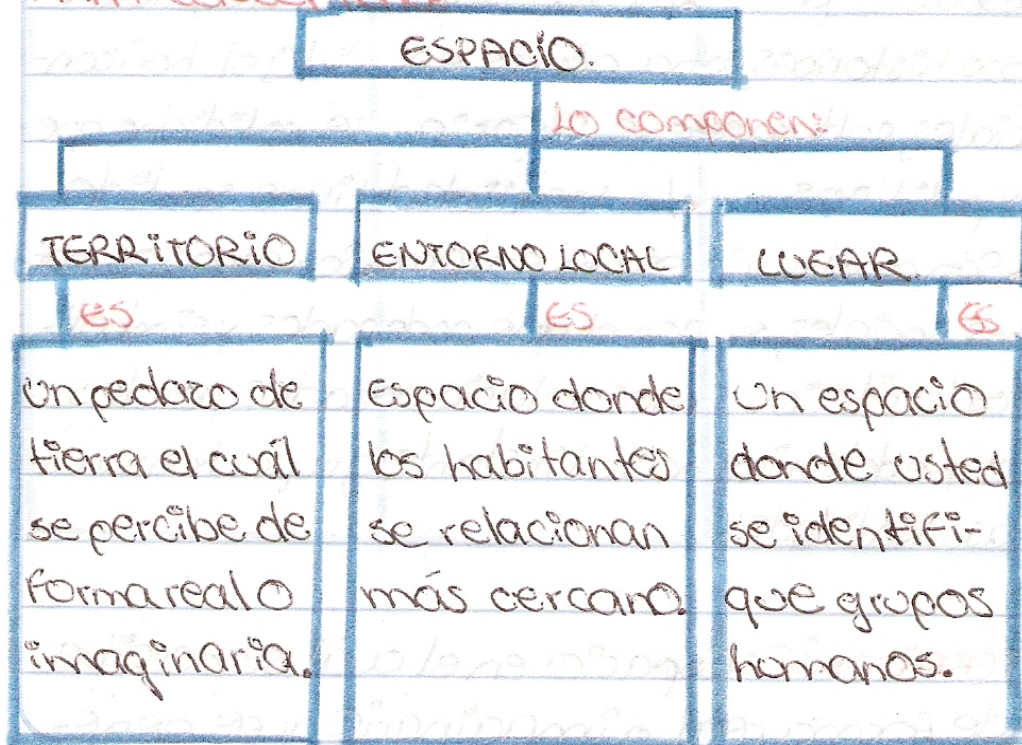 ESPACIO.
Lo componen:
TERRITORIO
ENTORNO LOCAL
LUGAR.
ES
ES
ES
un pedazo de
tierra el cuál
se percibe de
forma real o
imaginaria.
Espacio donde
los habitantes
se relacionan
más cercano.
Un espacio
donde usted
se identifi-
que grupos
humanos.